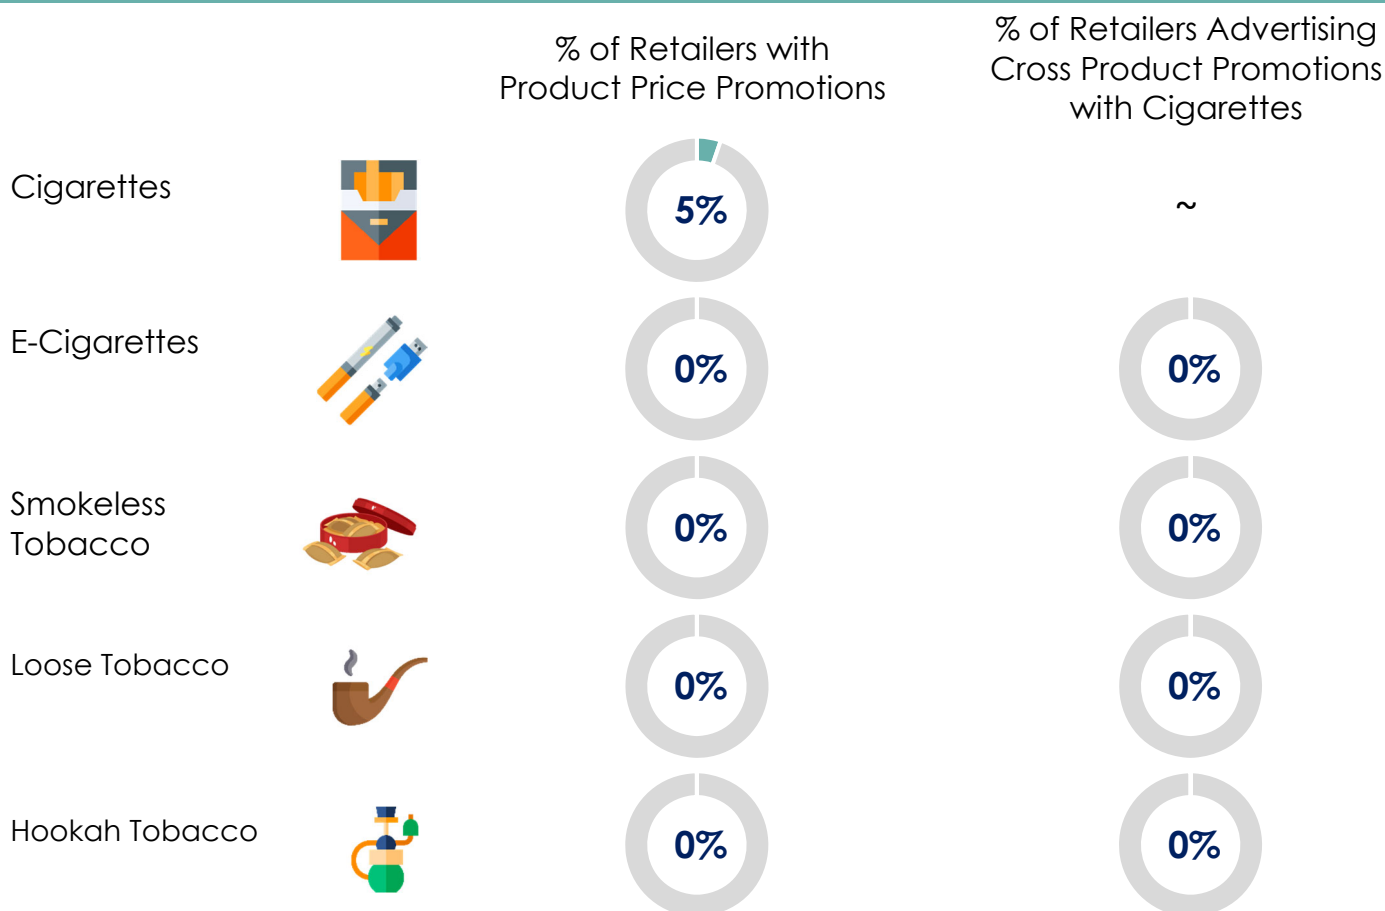 % of Retailers with
Product Price Promotions
% of Retailers Advertising
Cross Product Promotions
with Cigarettes
Cigarettes
5%
~
E-Cigarettes
0%
0%
Smokeless
Tobacco
0%
0%
Loose Tobacco
0%
0%
Hookah Tobacco
0%
0%